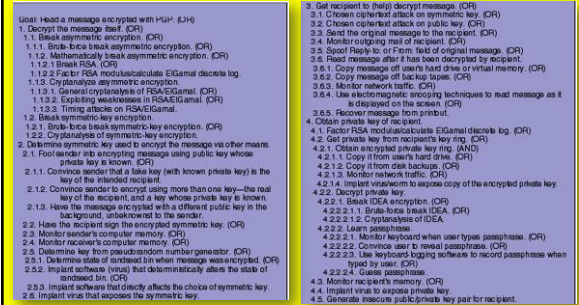 Goal: Read a message encrypted with PGP. (OR)
1. Decrypt the message itself. (OR)
1.1. Break asymmetric encryption. (OR)
1.1.1. Brute-force break asymmetric encryption. (OR)
1.1.2. Mathematically break asymmetric encryption. (OR)
1.1.2.1 Break RSA. (OR)
1.1.2.2 Factor RSA modulus/calculate ElGamal discrete log.
1.1.3. Cryptanalyze asymmetric encryption.
1.1.3.1. General cryptanalysis of RSA/ElGamal. (OR)
1.1.3.2. Exploiting weaknesses in RSA/ElGamal. (OR)
1.1.3.3. Timing attacks on RSA/ElGamal.
1.2. Break symmetric-key encryption.
1.2.1. Brute-force break symmetric-key encryption. (OR)
1.2.2. Cryptanalysis of symmetric-key encryption.
2. Determine symmetric key used to encrypt the message via other means.
2.1. Fool sender into encrypting message using public key whose
private key is known. (OR)
2.1.1. Convince sender that a fake key (with known private key) is the
key of the intended recipient.
2.1.2. Convince sender to encrypt using more than one key—the real
key of the recipient, and a key whose private key is known.
2.1.3. Have the message encrypted with a different public key in the
background, unbeknownst to the sender.
2.2. Have the recipient sign the encrypted symmetric key. (OR)
2.3. Monitor sender's computer memory. (OR)
2.4. Monitor receiver's computer memory. (OR)
2.5. Determine key from pseudorandom number generator. (OR)
2.5.1. Determine state of randseed.bin when message was encrypted. (OR)
2.5.2. Implant software (virus) that deterministically alters the state of
randseed.bin. (OR)
2.5.3. Implant software that directly affects the choice of symmetric key.
2.6. Implant virus that exposes the symmetric key.
3. Get recipient to (help) decrypt message. (OR)
3.1. Chosen ciphertext attack on symmetric key. (OR)
3.2. Chosen ciphertext attack on public key. (OR)
3.3. Send the original message to the recipient. (OR)
3.4. Monitor outgoing mail of recipient. (OR)
3.5. Spoof Reply-to: or From: field of original message. (OR)
3.6. Read message after it has been decrypted by recipient.
3.6.1. Copy message off user's hard drive or virtual memory. (OR)
3.6.2. Copy message off backup tapes. (OR)
3.6.3. Monitor network traffic. (OR)
3.6.4. Use electromagnetic snooping techniques to read message as it
is displayed on the screen. (OR)
3.6.5. Recover message from printout.
4. Obtain private key of recipient.
4.1. Factor RSA modulus/calculate ElGamal discrete log. (OR)
4.2. Get private key from recipient's key ring. (OR)
4.2.1. Obtain encrypted private key ring. (AND)
4.2.1.1. Copy it from user's hard drive. (OR)
4.2.1.2. Copy it from disk backups. (OR)
4.2.1.3. Monitor network traffic. (OR)
4.2.1.4. Implant virus/worm to expose copy of the encrypted private key.
4.2.2. Decrypt private key.
4.2.2.1. Break IDEA encryption. (OR)
4.2.2.1.1. Brute-force break IDEA. (OR)
4.2.2.1.2. Cryptanalysis of IDEA.
4.2.2.2. Learn passphrase.
4.2.2.2.1. Monitor keyboard when user types passphrase. (OR)
4.2.2.2.2. Convince user to reveal passphrase. (OR)
4.2.2.2.3. Use keyboard-logging software to record passphrase when
typed by user. (OR)
4.2.2.2.4. Guess passphrase.
4.3. Monitor recipient's memory. (OR)
4.4. Implant virus to expose private key.
4.5. Generate insecure public/private key pair for recipient.